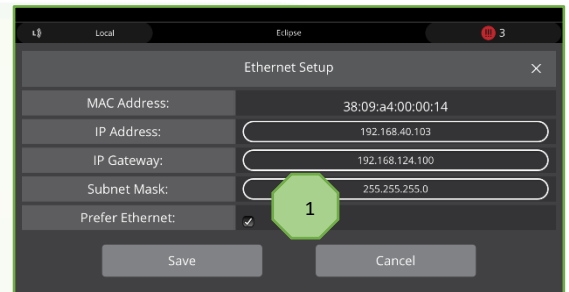 Local Eclipse 3
Ethernet Setup
MAC Address: 38:09:a4:00:00:14
IP Address: 192.168.40.103
IP Gateway: 192.168.124.100
Subnet Mask: 255.255.255.0
Prefer Ethernet:
1
Save Cancel